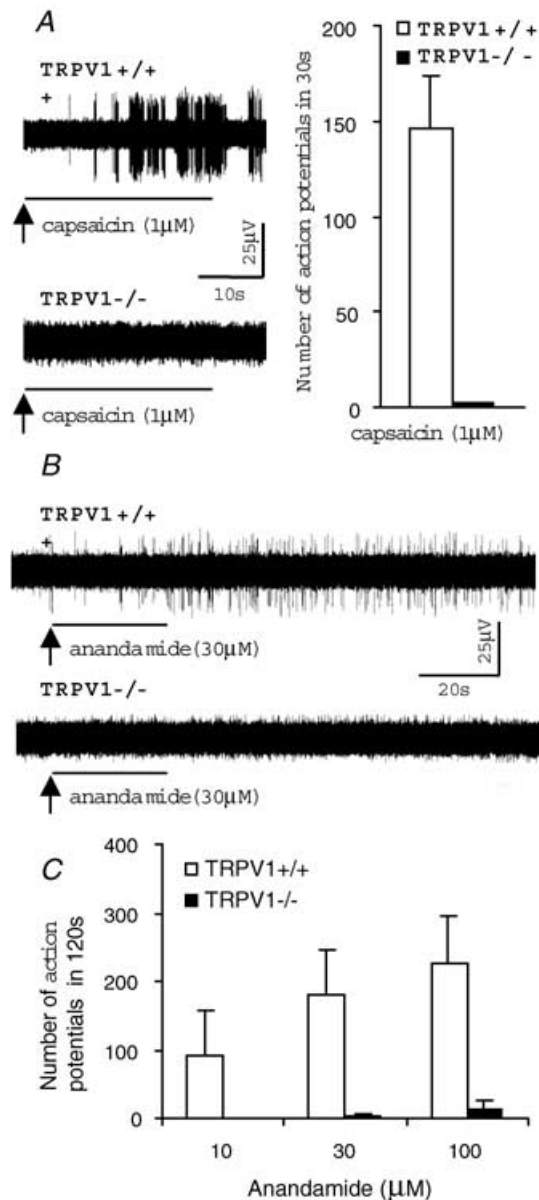 A
TRPV1+/+
+
capsaicin (1µM)
25µV
10s
TRPV1-/-
capsaicin (1µM)
Number of action potentials in 30s
200
150
100
50
0
TRPV1+/+
TRPV1-/-
capsaicin (1µM)
B
TRPV1+/+
+
anandamide(30µM)
25µV
20s
TRPV1-/-
anandamide(30µM)
C
Number of action
potentials in 120s
400
300
200
100
0
TRPV1+/+
TRPV1-/-
10 30 100
Anandamide (µM)